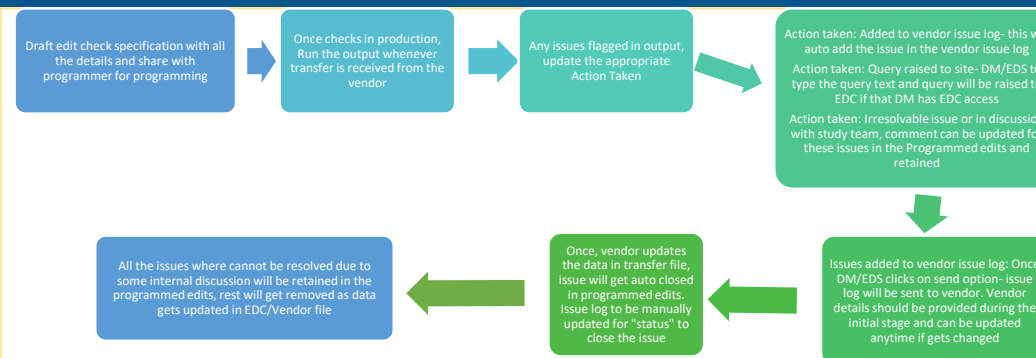 Draft edit check specification with all
the details and share with
programmer for programming
Once checks in production,
Run the output whenever
transfer is received from the
vendor
Any issues flagged in output,
update the appropriate
Action Taken
Action taken: Added to vendor issue log- this
auto add the issue in the vendor issue log
Action taken: Query raised to site- DM/EDS
type the query text and query will be raised
EDC if that DM has EDC access
Action taken: Irresolvable issue or in discussion
with study team, comment can be updated
these issues in the Programmed edits and
retained
Issues added to vendor issue log: Once
DM/EDS clicks on send option- issue
log will be sent to vendor. Vendor
details should be provided during the
initial stage and can be updated
anytime if gets changed
Once, vendor updates
the data in transfer file,
issue will get auto closed
in programmed edits.
Issue log to be manually
updated for "status" to
close the issue
All the issues where cannot be resolved due to
some internal discussion will be retained in the
programmed edits, rest will get removed as data
gets updated in EDC/Vendor file